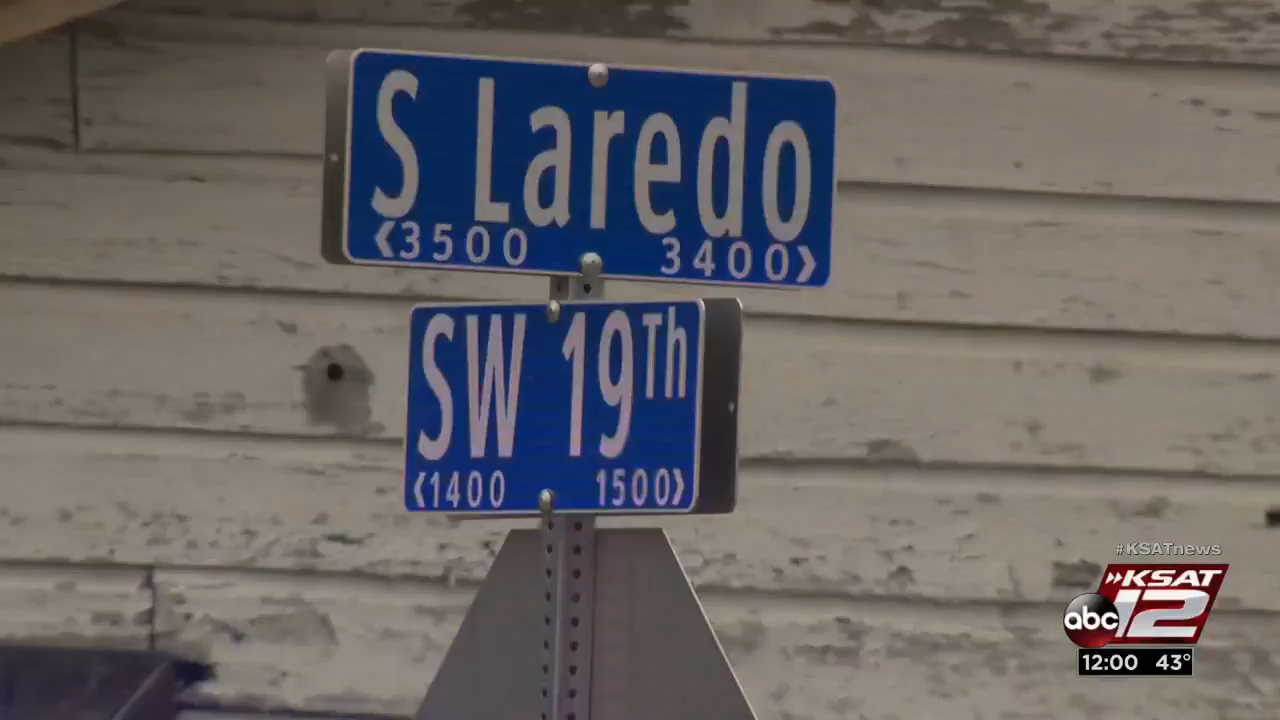 S Laredo
‹3500 3400›
SW 19Th
‹1400 1500›
#KSATnews
KSAT
abc 12
12:00 43°